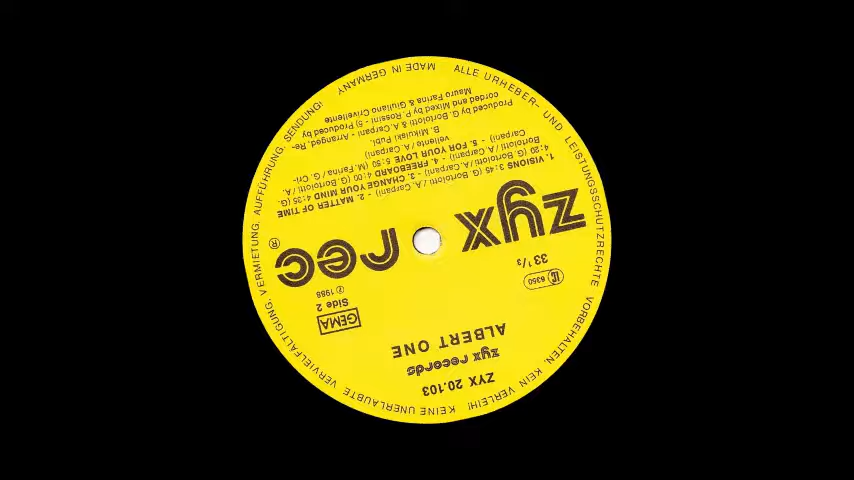 ZYX 20.103
zyx records
ALBERT ONE
LC 6350
33 1/3
GEMA
Side 2
℗ 1988
zyx rec ®
1. VISIONS 3:45 (G. Bortolotti / A. Carpani) - 2. MATTER OF TIME
4:20 (G. Bortolotti / A. Carpani) - 3. CHANGE YOUR MIND 4:35 (G.
Bortolotti / A. Carpani) - 4. FREEBOARD 4:00 (G. Bortolotti / A.
Carpani) - 5. FOR YOUR LOVE 5:50 (M. Farina / G. Cri-
vellente / A. Carpani)
B. Mikulski Publ.
Produced by G. Bortolotti & A. Carpani - Arranged, Re-
corded and Mixed by P. Rossini - 5) Produced by
Mauro Farina & Giuliano Crivellente
ALLE URHEBER- UND LEISTUNGSSCHUTZRECHTE VORBEHALTEN. KEIN VERLEIH! KEINE UNERLAUBTE VERVIELFÄLTIGUNG, VERMIETUNG, AUFFÜHRUNG, SENDUNG! MADE IN GERMANY